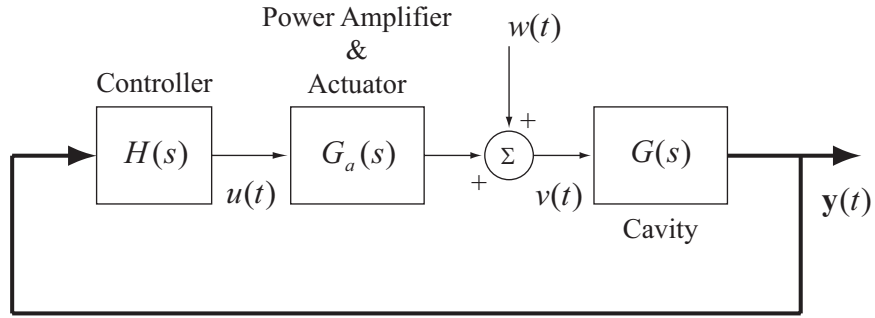 Power Amplifier
&
Actuator
w(t)
Controller
+
H(s)
G_a(s)
Σ
G(s)
+
u(t)
v(t)
y(t)
Cavity